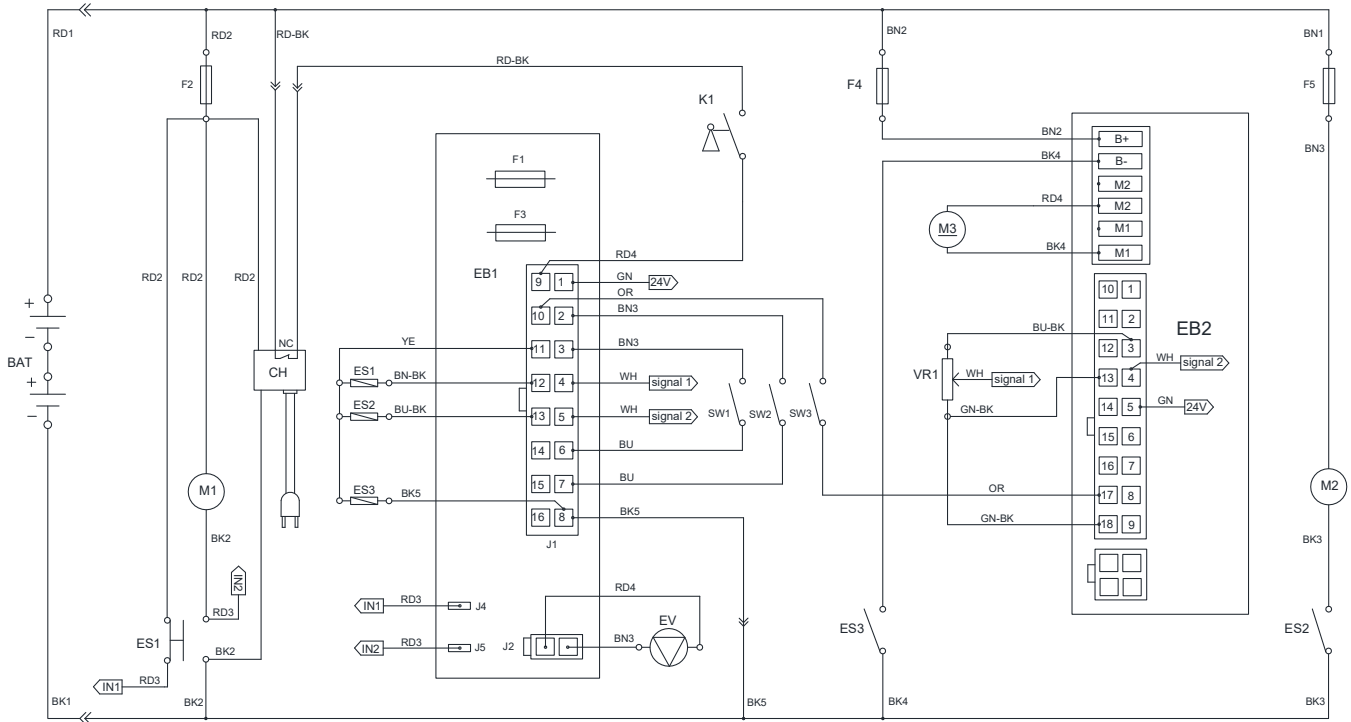 RD1
RD2
RD-BK
BN2
BN1
F2
RD-BK
K1
F4
F5
F1
F3
BN2
BK4
RD4
BK4
BN3
B+
B-
M2
M2
M1
M1
M3
EB1
RD4
9 1
GN
24V
OR
10 2
BN3
YE
11 3
BN3
ES1
BN-BK
12 4
WH
signal 1
ES2
BU-BK
13 5
WH
signal 2
14 6
BU
15 7
BU
ES3
BK5
16 8
BK5
J1
SW1
SW2
SW3
RD2
RD2
RD2
+
−
BAT
+
−
NC
CH
M1
BK2
IN2
RD3
ES1
BK2
RD3
IN1
BK1
BK2
IN1
RD3
J4
IN2
RD3
J5
J2
RD4
BN3
EV
BK5
EB2
10 1
11 2
BU-BK
12 3
WH
signal 2
VR1
WH
signal 1
13 4
GN-BK
14 5
GN
24V
15 6
16 7
OR
17 8
GN-BK
18 9
M2
BK3
ES3
ES2
BK4
BK3